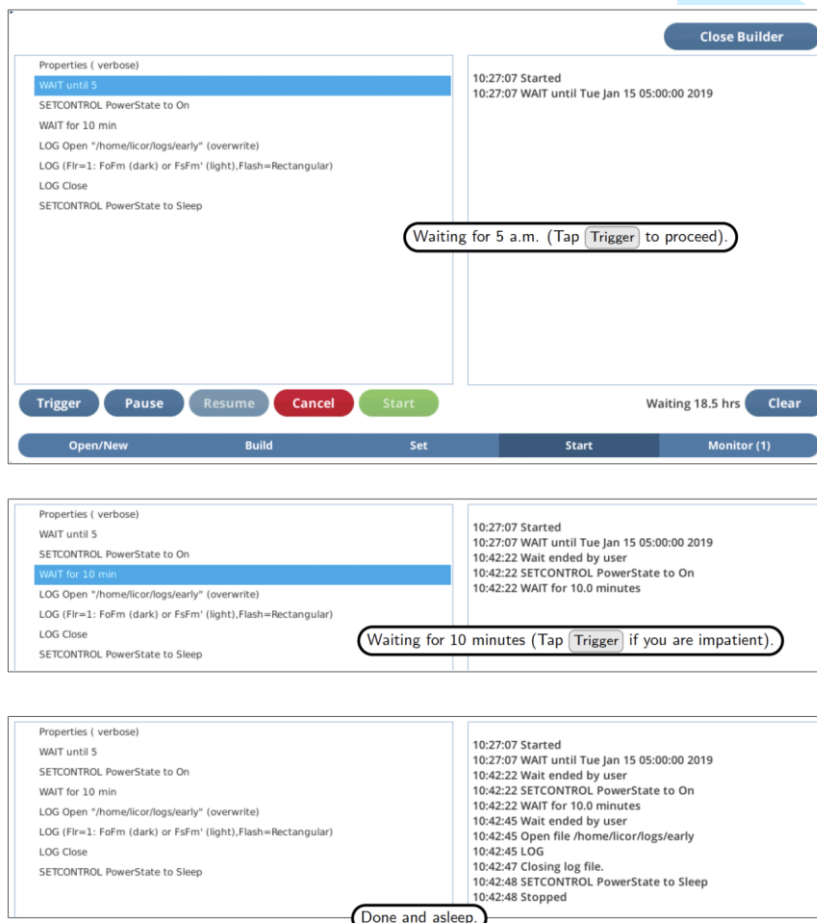 Close Builder
Properties ( verbose)
WAIT until 5
SETCONTROL PowerState to On
WAIT for 10 min
LOG Open "/home/licor/logs/early" (overwrite)
LOG (Flr=1: FoFm (dark) or FsFm' (light),Flash=Rectangular)
LOG Close
SETCONTROL PowerState to Sleep
10:27:07 Started
10:27:07 WAIT until Tue Jan 15 05:00:00 2019
Waiting for 5 a.m. (Tap Trigger to proceed).
Trigger Pause Resume Cancel Start
Waiting 18.5 hrs Clear
Open/New Build Set Start Monitor (1)
Properties ( verbose)
WAIT until 5
SETCONTROL PowerState to On
WAIT for 10 min
LOG Open "/home/licor/logs/early" (overwrite)
LOG (Flr=1: FoFm (dark) or FsFm' (light),Flash=Rectangular)
LOG Close
SETCONTROL PowerState to Sleep
10:27:07 Started
10:27:07 WAIT until Tue Jan 15 05:00:00 2019
10:42:22 Wait ended by user
10:42:22 SETCONTROL PowerState to On
10:42:22 WAIT for 10.0 minutes
Waiting for 10 minutes (Tap Trigger if you are impatient).
Properties ( verbose)
WAIT until 5
SETCONTROL PowerState to On
WAIT for 10 min
LOG Open "/home/licor/logs/early" (overwrite)
LOG (Flr=1: FoFm (dark) or FsFm' (light),Flash=Rectangular)
LOG Close
SETCONTROL PowerState to Sleep
10:27:07 Started
10:27:07 WAIT until Tue Jan 15 05:00:00 2019
10:42:22 Wait ended by user
10:42:22 SETCONTROL PowerState to On
10:42:22 WAIT for 10.0 minutes
10:42:45 Wait ended by user
10:42:45 Open file /home/licor/logs/early
10:42:45 LOG
10:42:47 Closing log file.
10:42:48 SETCONTROL PowerState to Sleep
10:42:48 Stopped
Done and asleep.